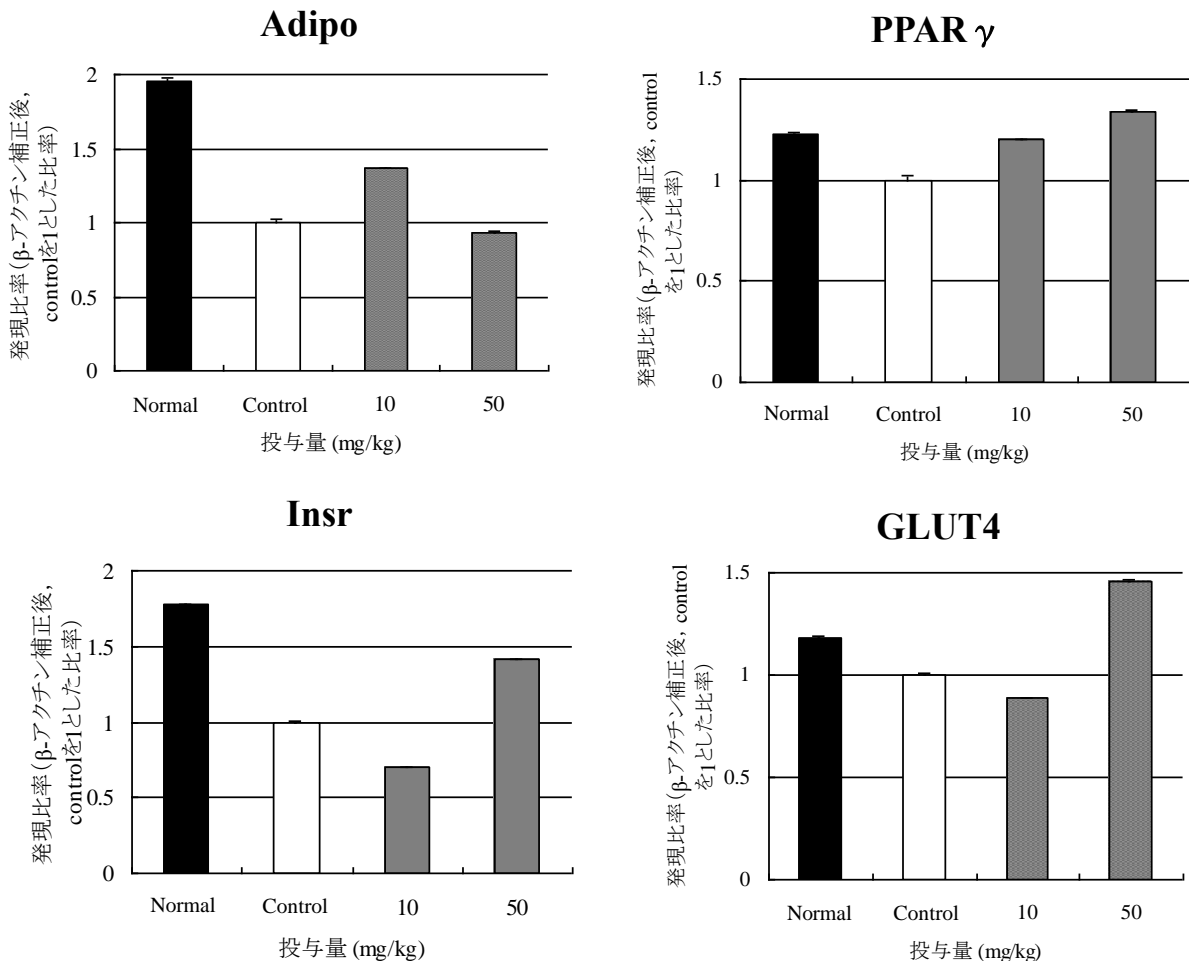 Adipo
発現比率(β-アクチン補正後,
controlを1とした比率)
2
1.5
1
0.5
0
Normal Control 10 50
投与量 (mg/kg)
PPAR γ
発現比率(β-アクチン補正後, control
を1とした比率)
1.5
1
0.5
0
Normal Control 10 50
投与量 (mg/kg)
Insr
発現比率(β-アクチン補正後,
controlを1とした比率)
2
1.5
1
0.5
0
Normal Control 10 50
投与量 (mg/kg)
GLUT4
発現比率(β-アクチン補正後, control
を1とした比率)
1.5
1
0.5
0
Normal Control 10 50
投与量 (mg/kg)